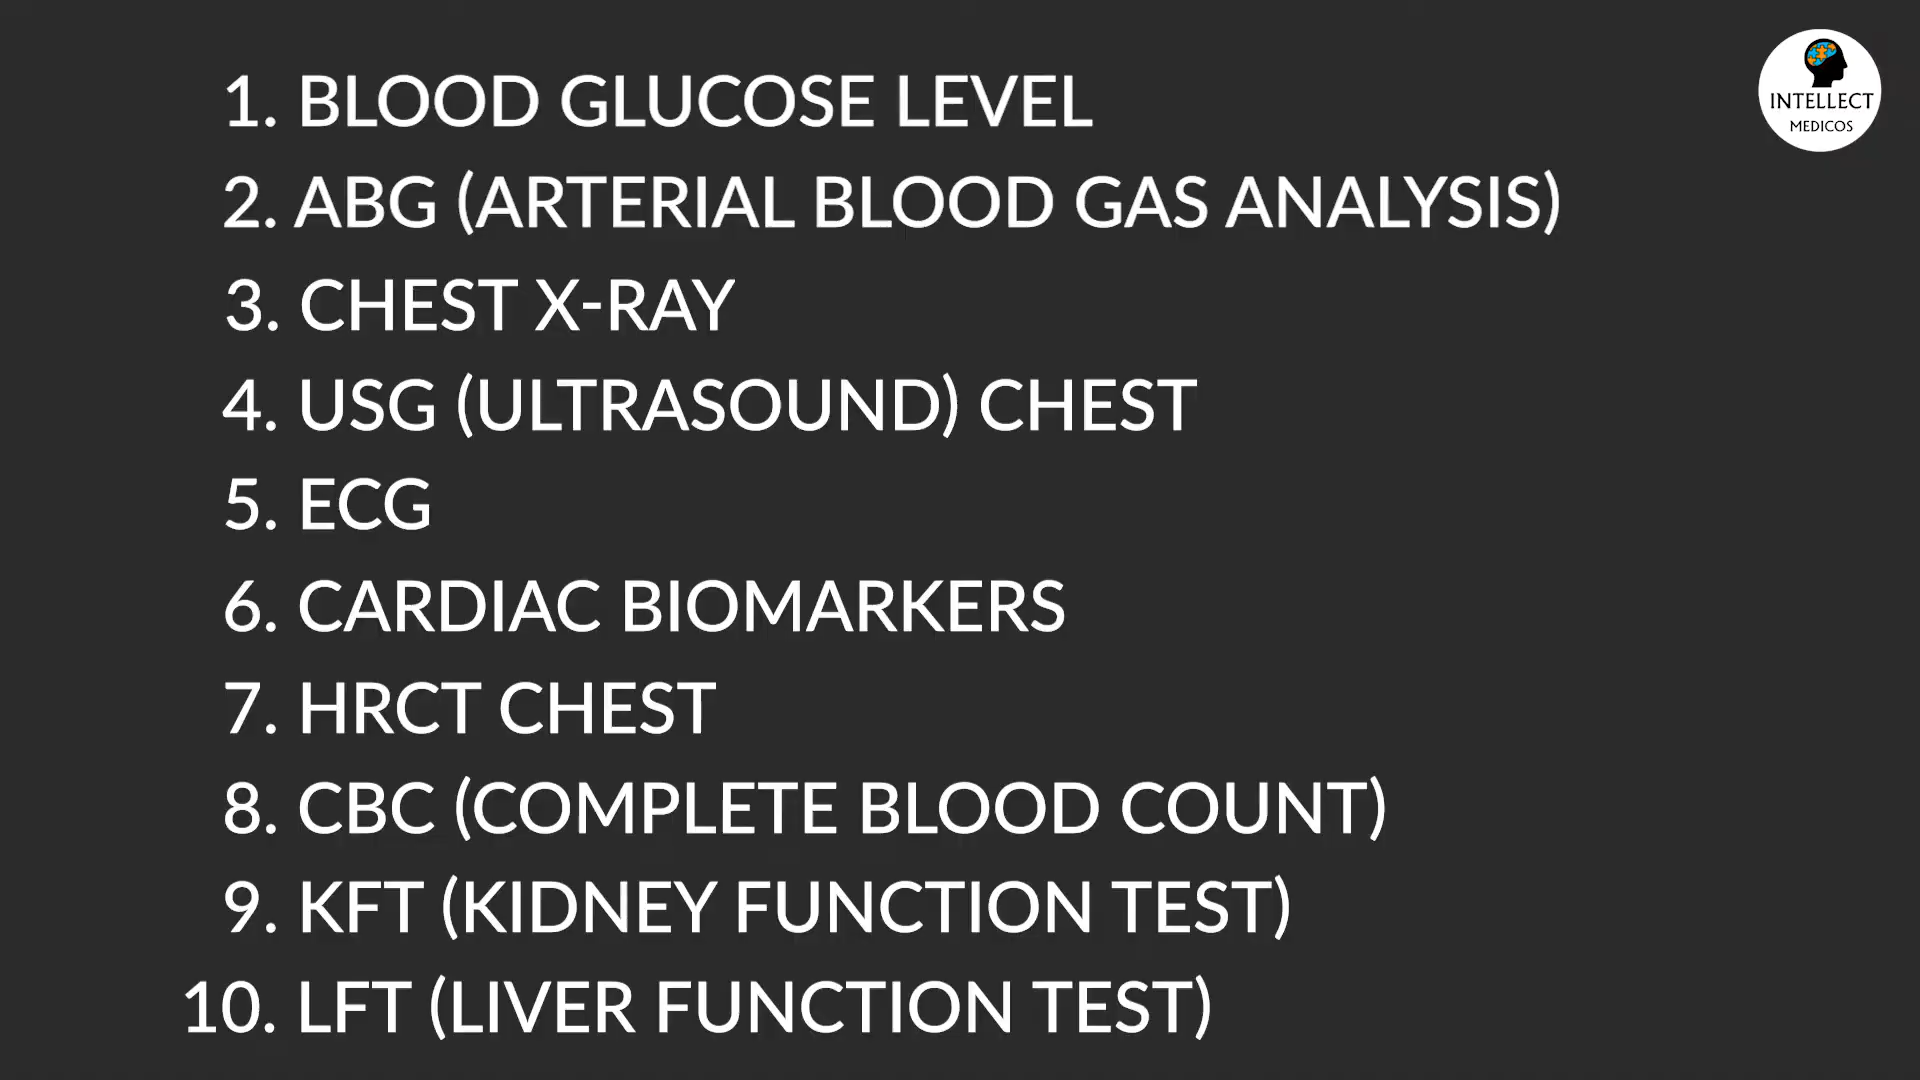 1. BLOOD GLUCOSE LEVEL
2. ABG (ARTERIAL BLOOD GAS ANALYSIS)
3. CHEST X-RAY
4. USG (ULTRASOUND) CHEST
5. ECG
6. CARDIAC BIOMARKERS
7. HRCT CHEST
8. CBC (COMPLETE BLOOD COUNT)
9. KFT (KIDNEY FUNCTION TEST)
10. LFT (LIVER FUNCTION TEST)
INTELLECT
MEDICOS